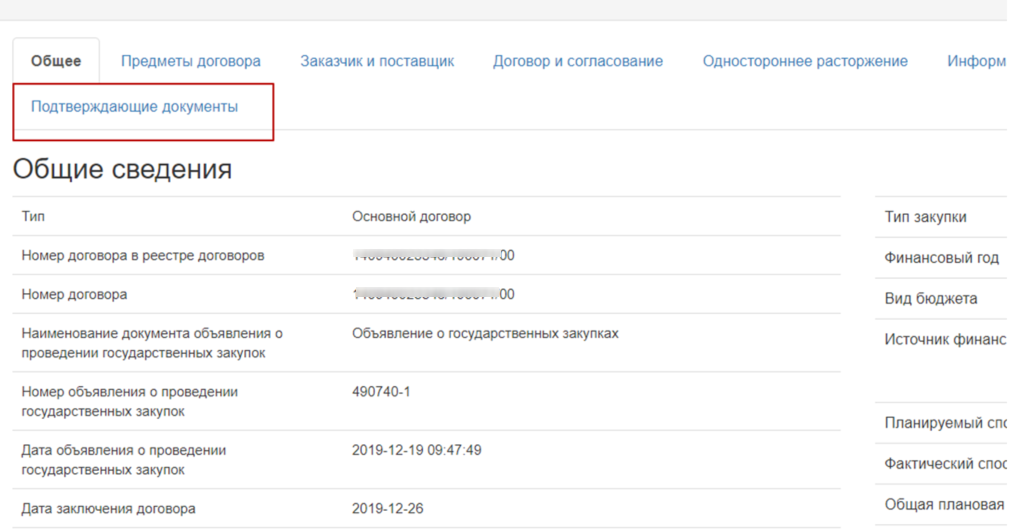 Общее Предметы договора Заказчик и поставщик Договор и согласование Одностороннее расторжение Информ
Подтверждающие документы
Общие сведения
Тип Основной договор
Номер договора в реестре договоров /00
Номер договора /00
Наименование документа объявления о
проведении государственных закупок
Объявление о государственных закупках
Номер объявления о проведении
государственных закупок
490740-1
Дата объявления о проведении
государственных закупок
2019-12-19 09:47:49
Дата заключения договора 2019-12-26
Тип закупки
Финансовый год
Вид бюджета
Источник финанс
Планируемый спо
Фактический спос
Общая плановая